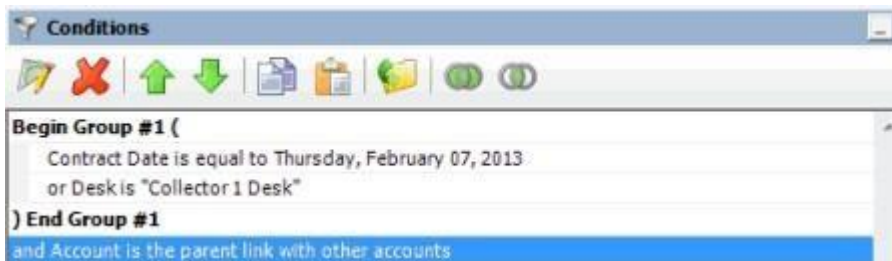 Conditions
Begin Group #1 (
Contract Date is equal to Thursday, February 07, 2013
or Desk is "Collector 1 Desk"
) End Group #1
and Account is the parent link with other accounts